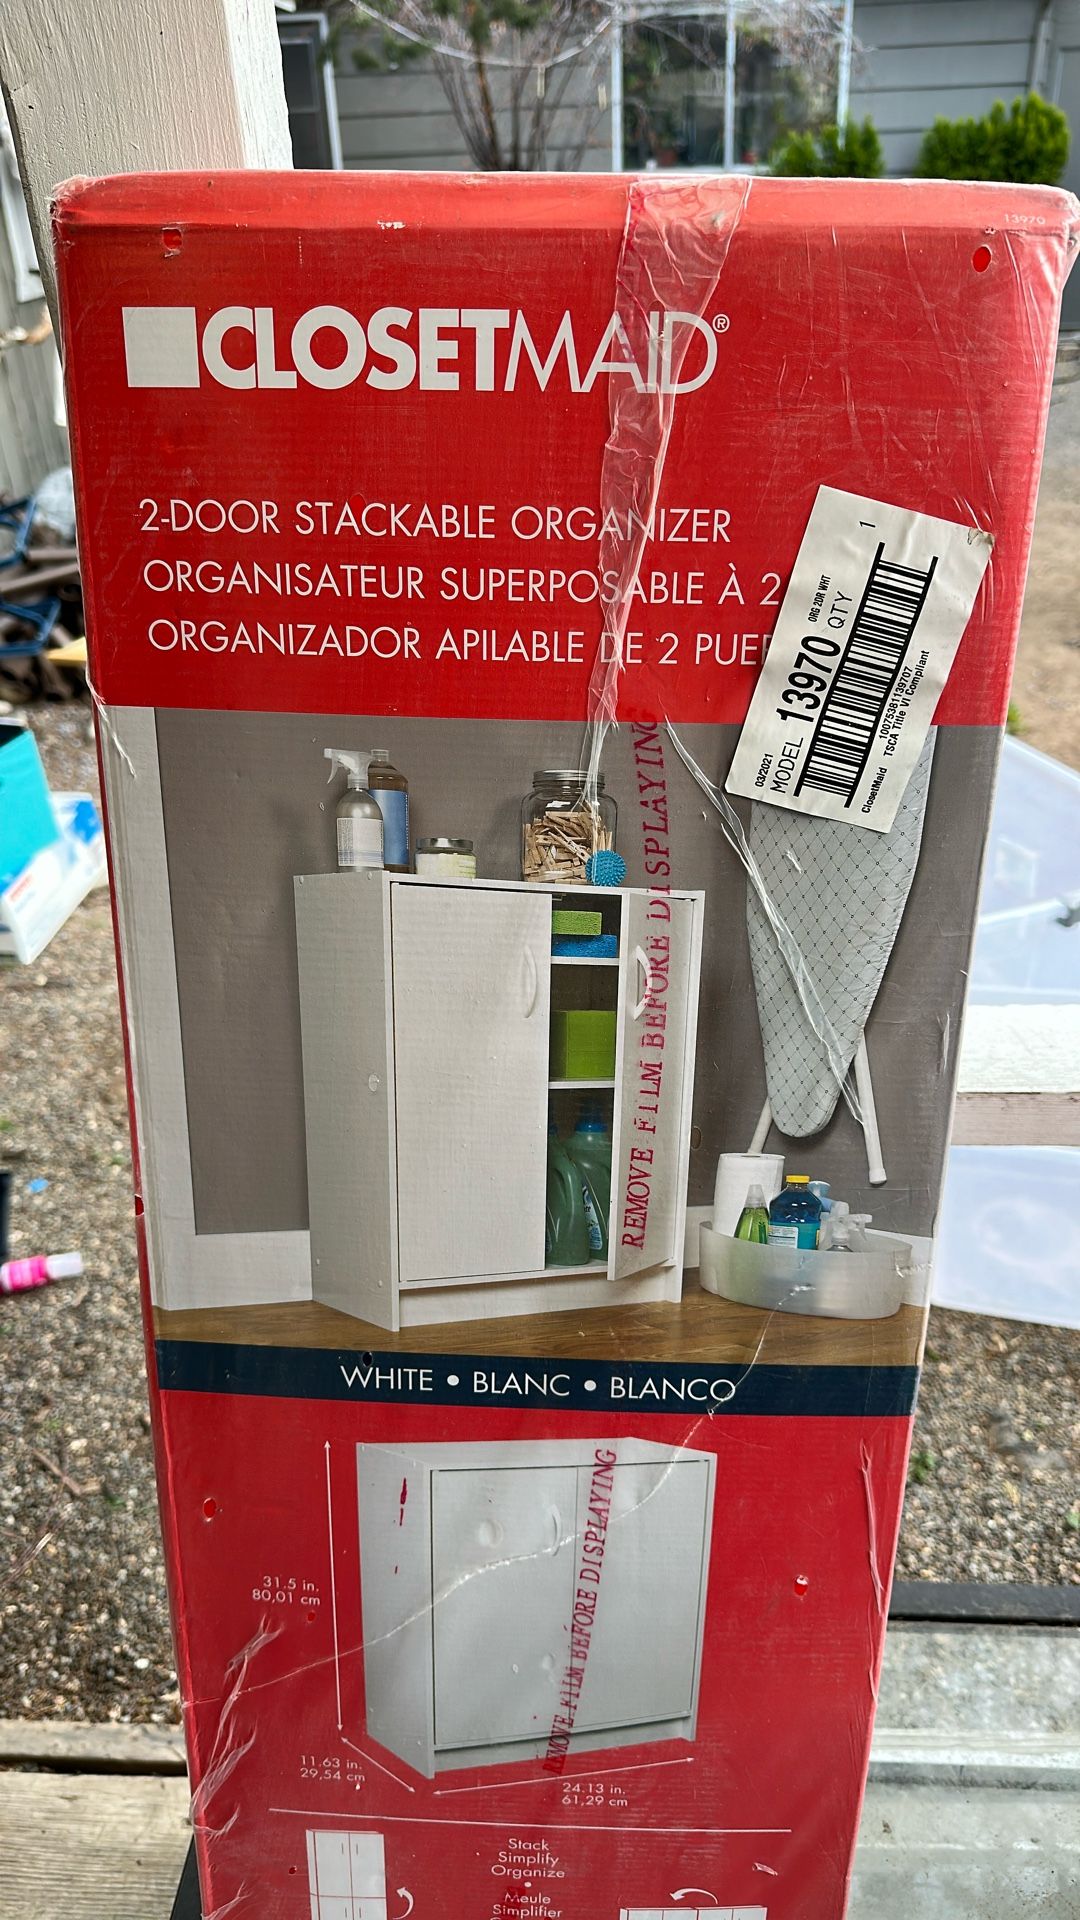 13970
CLOSETMAID®
2-DOOR STACKABLE ORGANIZER
ORGANISATEUR SUPERPOSABLE À 2
ORGANIZADOR APILABLE DE 2
03/2021
MODEL 13970 QTY 1
ORG 2DR WHT
10075381139707
ClosetMaid TSCA Title VI Compliant
REMOVE FILM BEFORE DISPLAYING
WHITE • BLANC • BLANCO
REMOVE FILM BEFORE DISPLAYING
31.5 in.
80,01 cm
11.63 in.
29,54 cm
24.13 in.
61,29 cm
Stack
Simplify
Organize
•
Meule
Simplifier